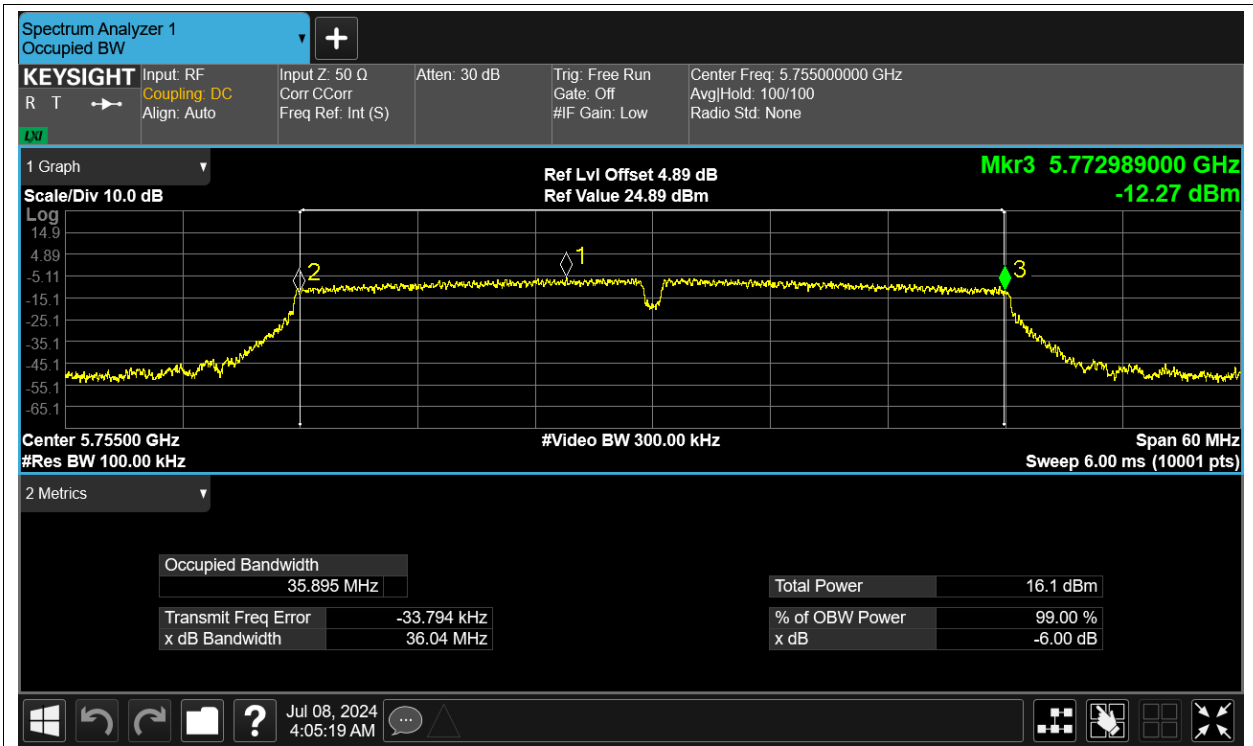 Spectrum Analyzer 1
Occupied BW
KEYSIGHT
R T
LXI
Input: RF
Coupling: DC
Align: Auto
Input Z: 50 Ω
Corr CCorr
Freq Ref: Int (S)
Atten: 30 dB
Trig: Free Run
Gate: Off
#IF Gain: Low
Center Freq: 5.755000000 GHz
Avg|Hold: 100/100
Radio Std: None
1 Graph
Scale/Div 10.0 dB
Ref Lvl Offset 4.89 dB
Ref Value 24.89 dBm
Mkr3 5.772989000 GHz
-12.27 dBm
Log
14.9
4.89
-5.11
-15.1
-25.1
-35.1
-45.1
-55.1
-65.1
2
1
3
Center 5.75500 GHz
#Res BW 100.00 kHz
#Video BW 300.00 kHz
Span 60 MHz
Sweep 6.00 ms (10001 pts)
2 Metrics
Occupied Bandwidth
35.895 MHz
Transmit Freq Error -33.794 kHz
x dB Bandwidth 36.04 MHz
Total Power 16.1 dBm
% of OBW Power 99.00 %
x dB -6.00 dB
?
Jul 08, 2024
4:05:19 AM